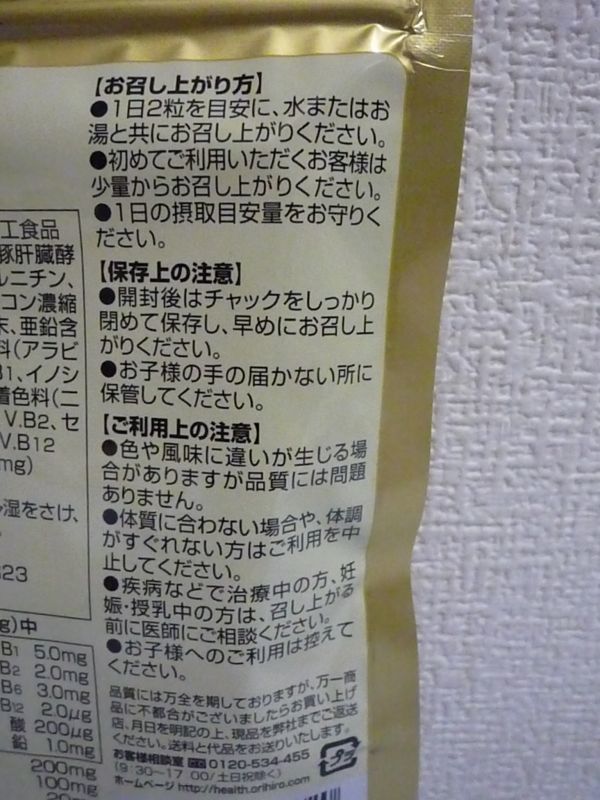 【お召し上がり方】
●1日2粒を目安に、水またはお
湯と共にお召し上がりください。
●初めてご利用いただくお客様は
少量からお召し上がりください。
●1日の摂取目安量をお守りく
ださい。
【保存上の注意】
●開封後はチャックをしっかり
閉めて保存し、早めにお召し上
がりください。
●お子様の手の届かない所に
保管してください。
【ご利用上の注意】
●色や風味に違いが生じる場
合がありますが品質には問題
ありません。
●体質に合わない場合や、体調
がすぐれない方はご利用を中
止してください。
●疾病などで治療中の方、妊
娠・授乳中の方は、召し上がる
前に医師にご相談ください。
●お子様へのご利用は控えて
ください。
品質には万全を期しておりますが、万一商
品に不都合がございましたらお買い上げ
店、月日を明記の上、現品を弊社までご返送
ください。送料と代品をお送りいたします。
お客様相談室 0120-534-455
(9:30~17:00/土日祝除く)
ホームページ http://health.orihiro.com
プラ
工食品
豚肝臓酵
ルニチン、
コン濃縮
末、亜鉛含
料(アラビ
B1、イノシ
着色料(二
V.B2、セ
V.B12
mg)
湿をさけ、
23
g)中
B1 5.0mg
B2 2.0mg
B6 3.0mg
B12 2.0μg
酸 200μg
鉛 1.0mg
200mg
100mg
20mg